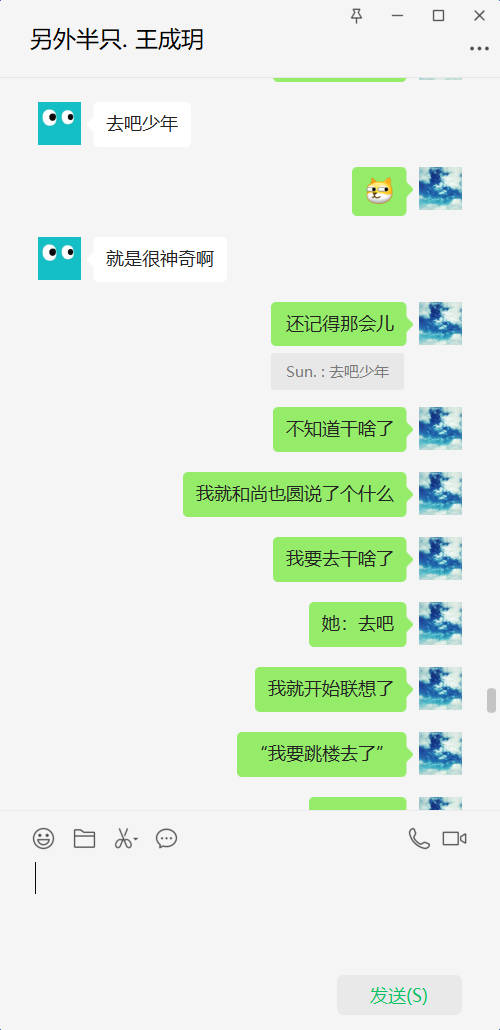 另外半只. 王成玥
去吧少年
就是很神奇啊
还记得那会儿
Sun. : 去吧少年
不知道干啥了
我就和尚也圆说了个什么
我要去干啥了
她：去吧
我就开始联想了
“我要跳楼去了”
发送(S)